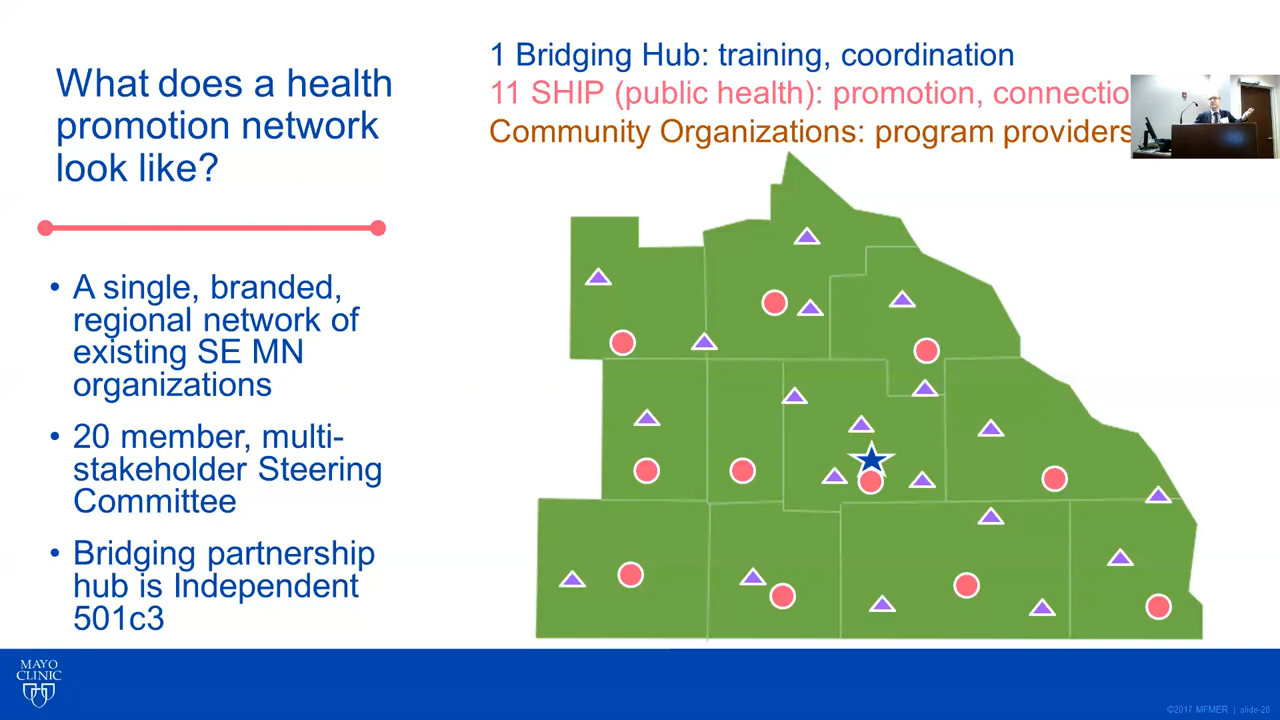 What does a health
promotion network
look like?
• A single, branded,
regional network of
existing SE MN
organizations
• 20 member, multi-
stakeholder Steering
Committee
• Bridging partnership
hub is Independent
501c3
1 Bridging Hub: training, coordination
11 SHIP (public health): promotion, connectio
Community Organizations: program providers
MAYO
CLINIC
©2017 MFMER | slide-20